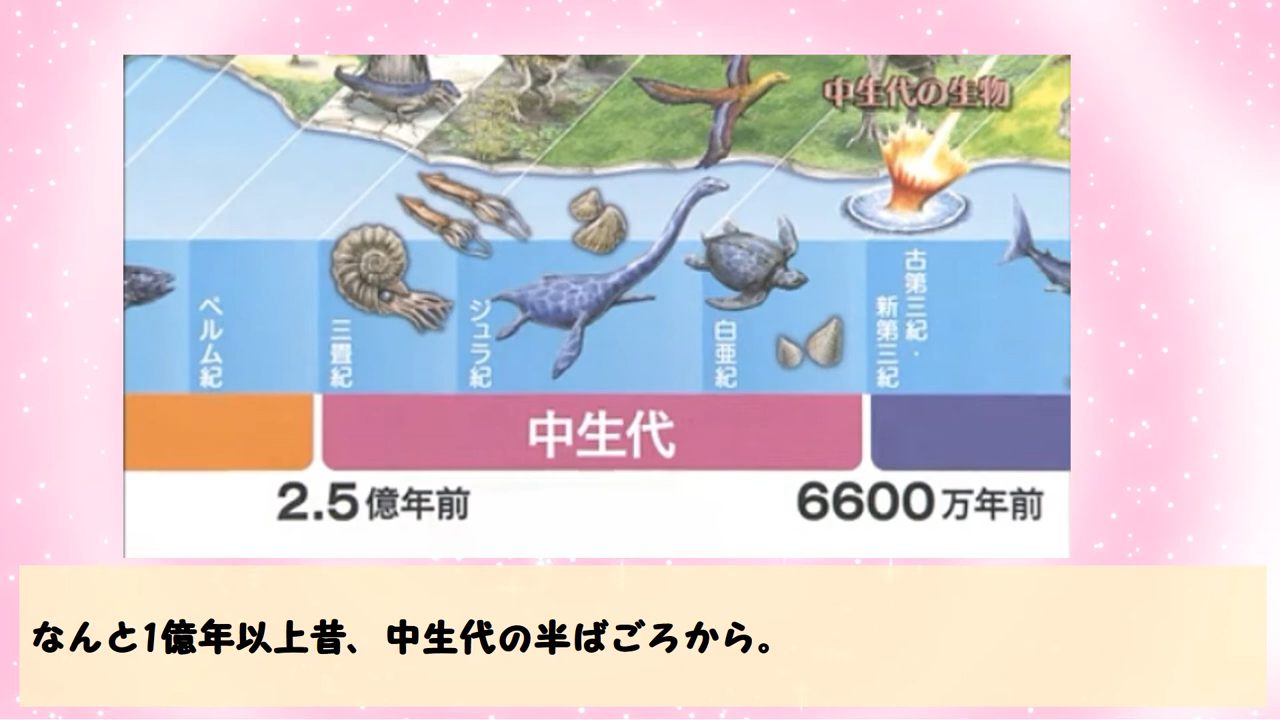 中生代の生物
ペルム紀
三畳紀
ジュラ紀
白亜紀
古第三紀・
新第三紀
中生代
2.5億年前
6600万年前
なんと1億年以上昔、中生代の半ばごろから。